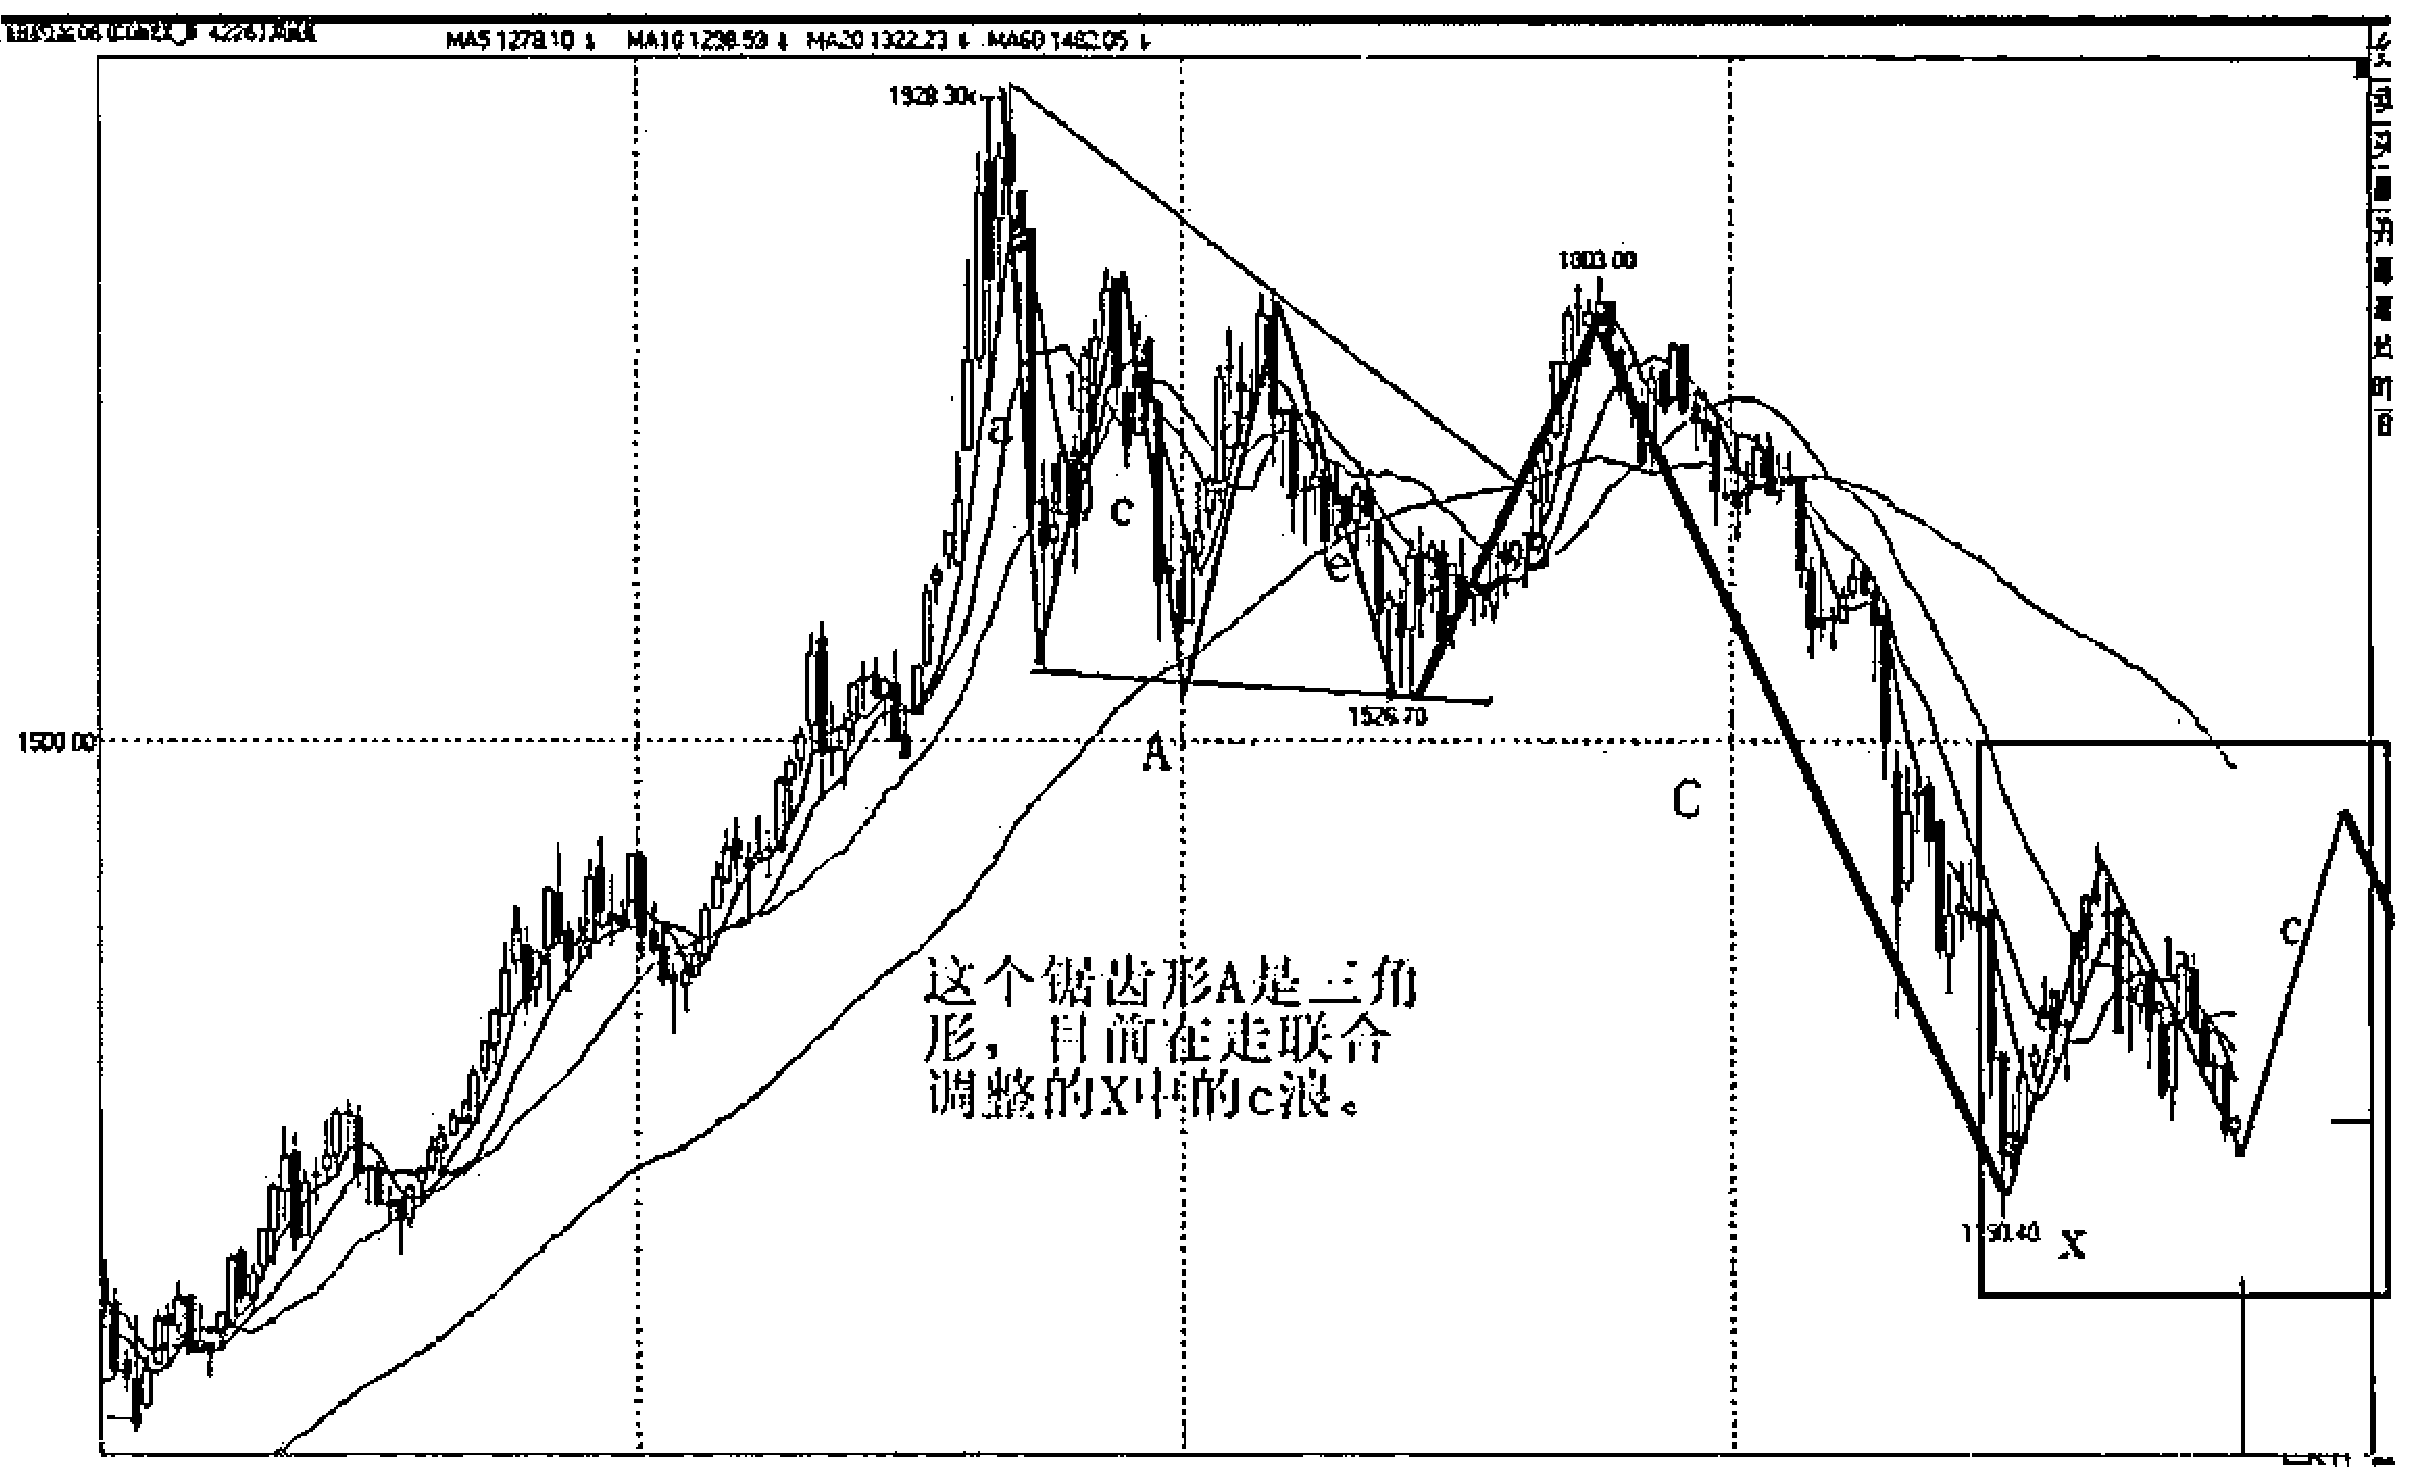 MA5 1278.10 ↓ MA10 1298.59 ↓ MA20 1322.23 ↓ MA60 1482.05 ↓
1928.30
1803.00
a
c
e
1526.70
1500.00
A
C
c
这个锯齿形A是三角
形，目前在走联合
调整的X中的c浪。
X